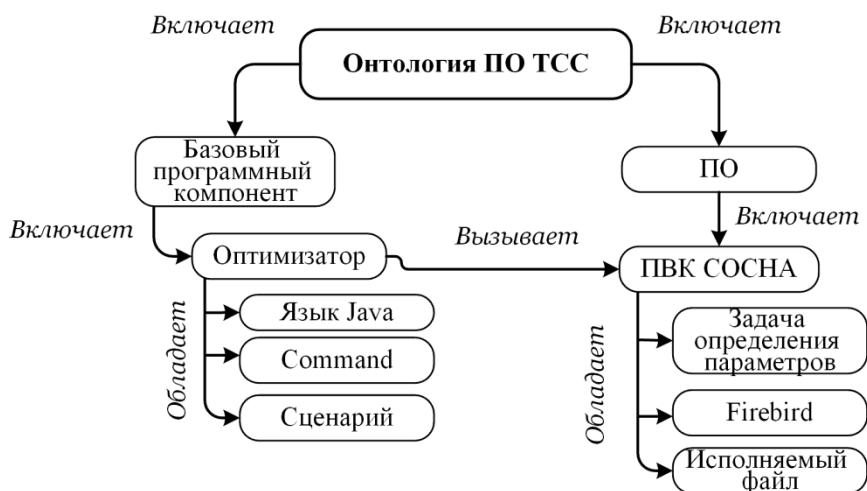 Включает
Включает
Онтология ПО ТСС
Базовый
программный
компонент
ПО
Включает
Вызывает
Включает
Оптимизатор
ПВК СОСНА
Обладает
Язык Java
Command
Сценарий
Обладает
Задача
определения
параметров
Firebird
Исполняемый
файл